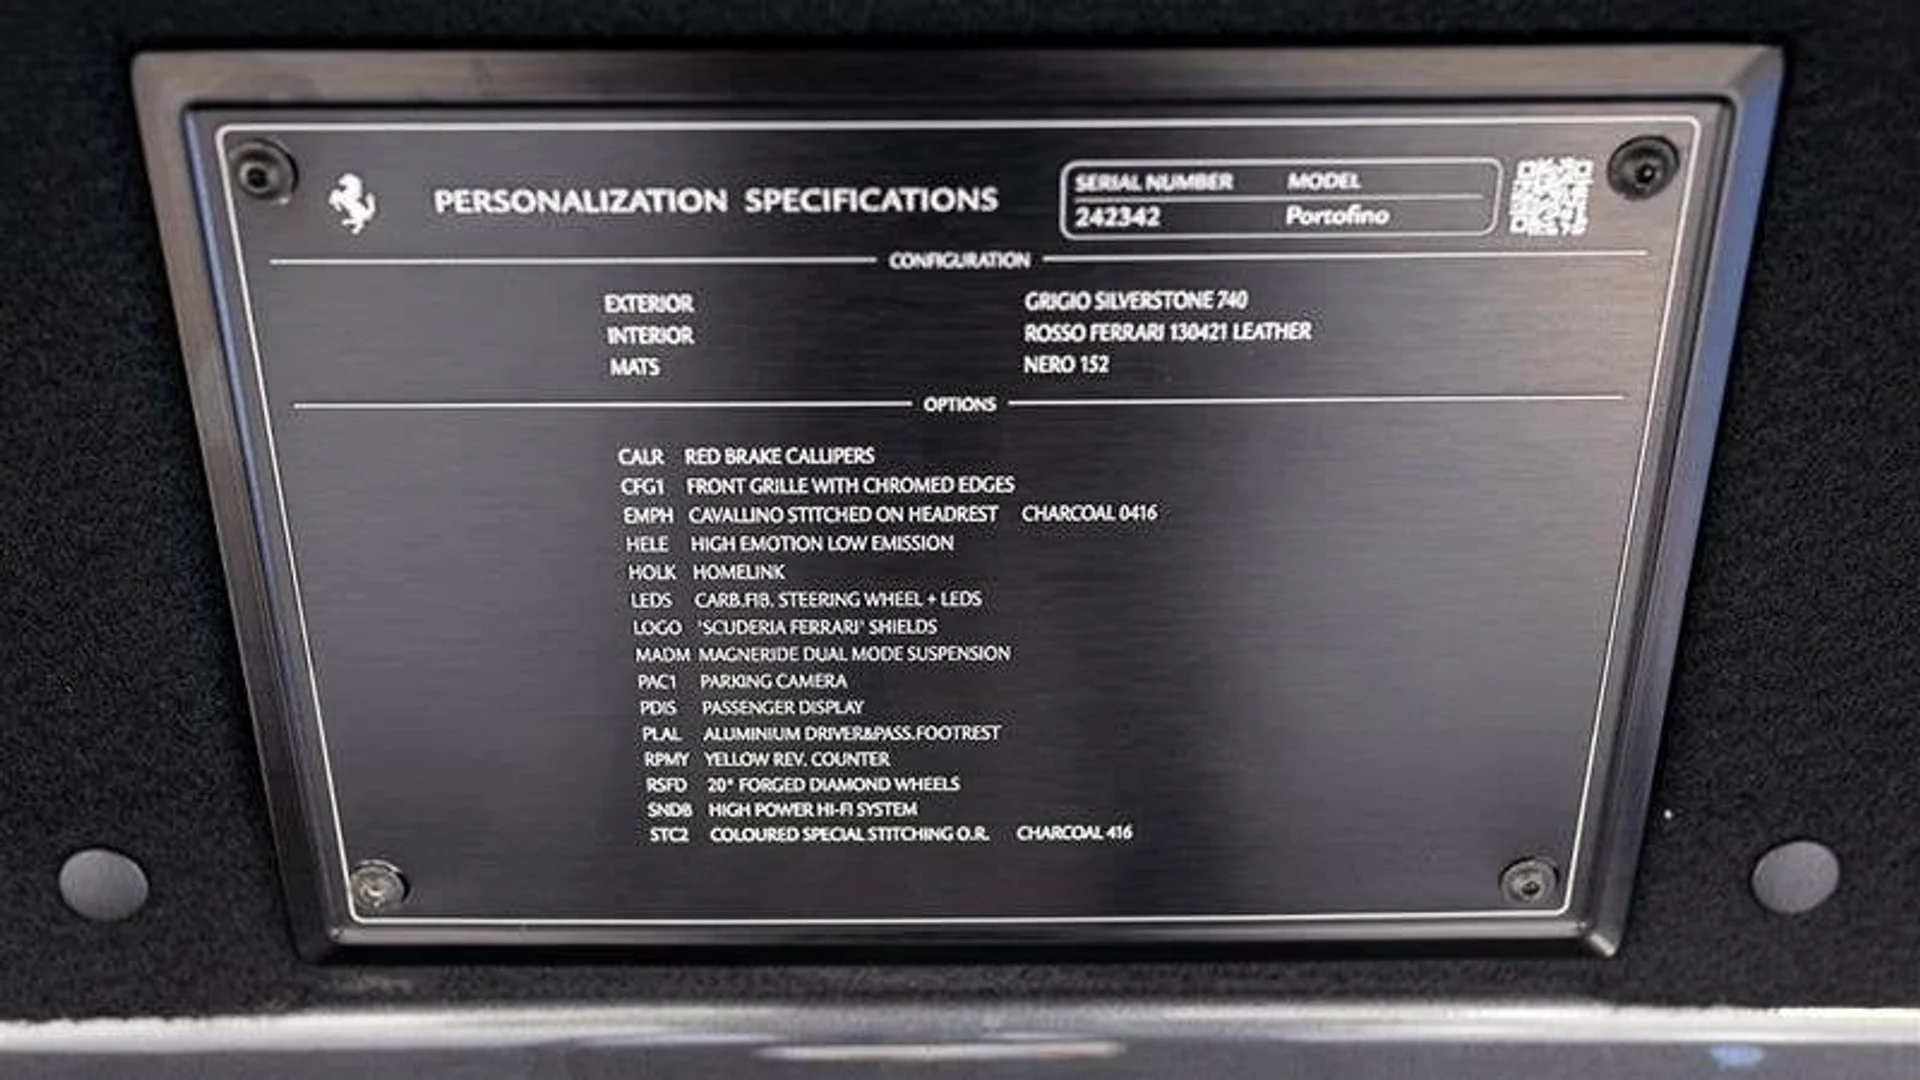 PERSONALIZATION SPECIFICATIONS
SERIAL NUMBER MODEL
242342 Portofino
CONFIGURATION
EXTERIOR GRIGIO SILVERSTONE 740
INTERIOR ROSSO FERRARI 130421 LEATHER
MATS NERO 152
OPTIONS
CALR RED BRAKE CALLIPERS
CFG1 FRONT GRILLE WITH CHROMED EDGES
EMPH CAVALLINO STITCHED ON HEADREST CHARCOAL 0416
HELE HIGH EMOTION LOW EMISSION
HOLK HOMELINK
LEDS CARB.FIB. STEERING WHEEL + LEDS
LOGO 'SCUDERIA FERRARI' SHIELDS
MADM MAGNERIDE DUAL MODE SUSPENSION
PAC1 PARKING CAMERA
PDIS PASSENGER DISPLAY
PLAL ALUMINIUM DRIVER&PASS.FOOTREST
RPMY YELLOW REV. COUNTER
RSFD 20" FORGED DIAMOND WHEELS
SNDB HIGH POWER HI-FI SYSTEM
STC2 COLOURED SPECIAL STITCHING O.R. CHARCOAL 416